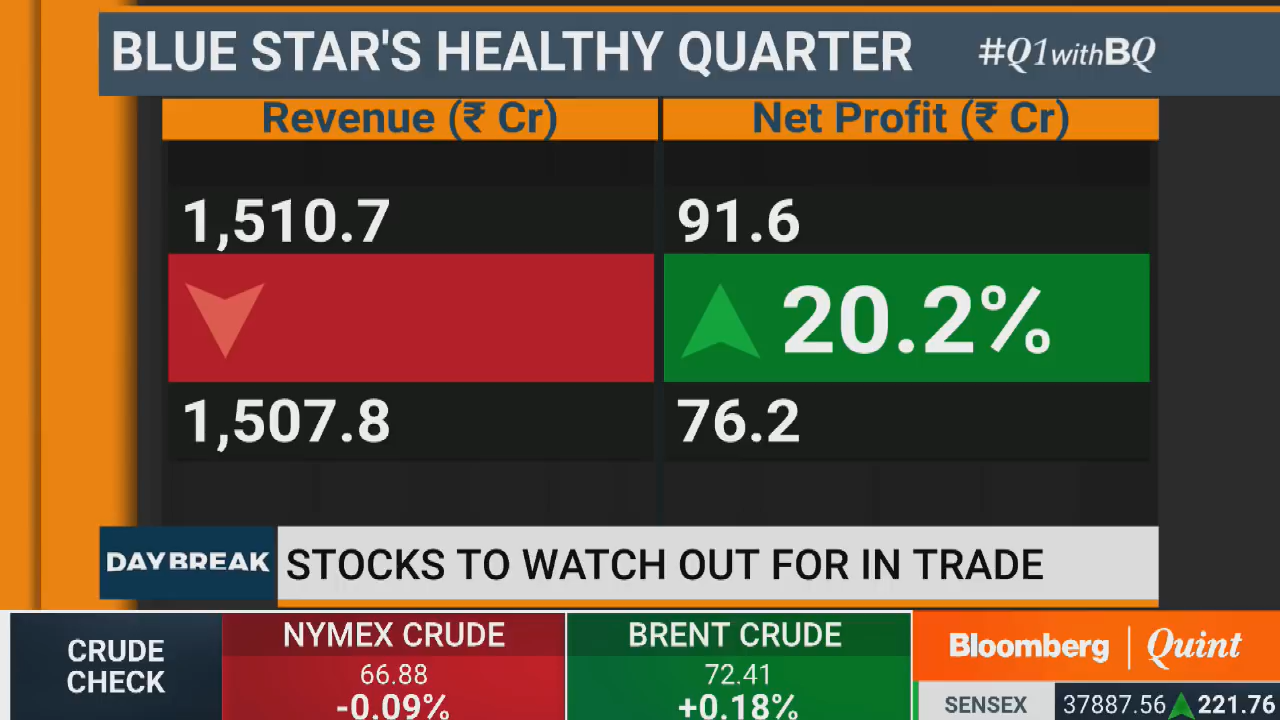 BLUE STAR'S HEALTHY QUARTER
#Q1withBQ
Revenue (₹ Cr)
Net Profit (₹ Cr)
1,510.7
91.6
20.2%
1,507.8
76.2
DAYBREAK
STOCKS TO WATCH OUT FOR IN TRADE
CRUDE
CHECK
NYMEX CRUDE
66.88
-0.09%
BRENT CRUDE
72.41
+0.18%
Bloomberg | Quint
SENSEX
37887.56
221.76